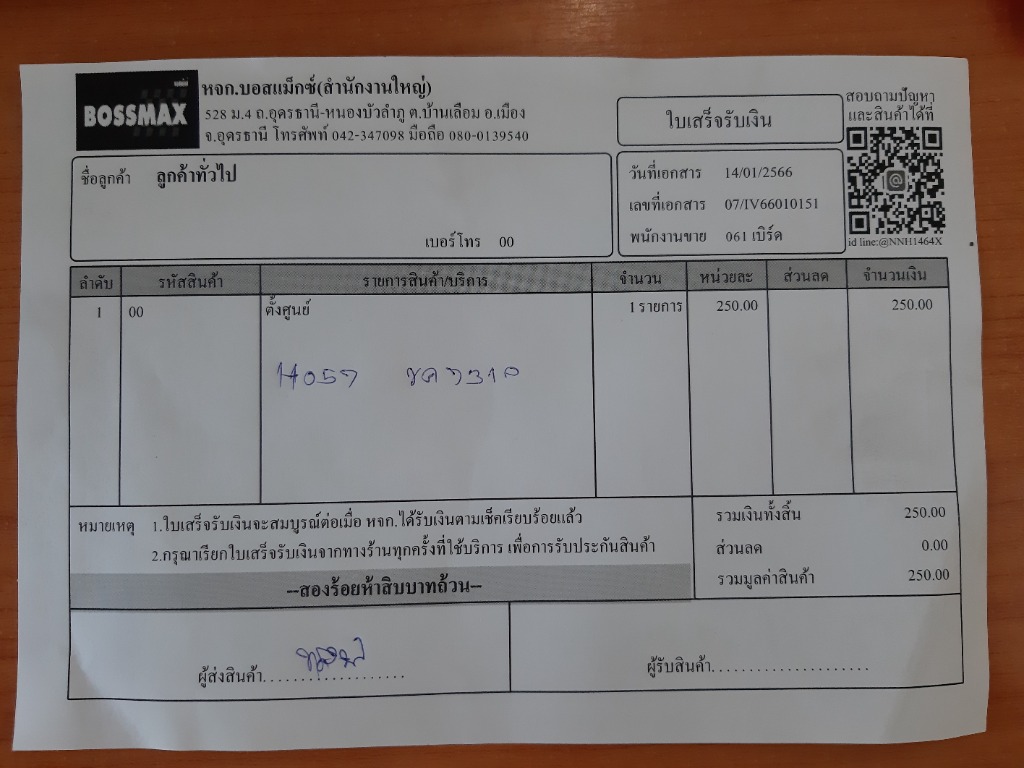 BOSSMAX
หจก.บอสแม็กซ์(สำนักงานใหญ่)
528 ม.4 ถ.อุดรธานี-หนองบัวลำภู ต.บ้านเลื่อม อ.เมือง
จ.อุดรธานี โทรศัพท์ 042-347098 มือถือ 080-0139540
ใบเสร็จรับเงิน
สอบถามปัญหา
และสินค้าได้ที่
id line:@NNH1464X
ชื่อลูกค้า ลูกค้าทั่วไป
เบอร์โทร 00
วันที่เอกสาร 14/01/2566
เลขที่เอกสาร 07/IV66010151
พนักงานขาย 061 เบิร์ด
ลำดับ รหัสสินค้า รายการสินค้า/บริการ จำนวน หน่วยละ ส่วนลด จำนวนเงิน
1 00 ตั้งศูนย์ 1 รายการ 250.00 250.00
หมายเหตุ 1.ใบเสร็จรับเงินจะสมบูรณ์ต่อเมื่อ หจก.ได้รับเงินตามเช็คเรียบร้อยแล้ว
2.กรุณาเรียกใบเสร็จรับเงินจากทางร้านทุกครั้งที่ใช้บริการ เพื่อการรับประกันสินค้า
--สองร้อยห้าสิบบาทถ้วน--
รวมเงินทั้งสิ้น 250.00
ส่วนลด 0.00
รวมมูลค่าสินค้า 250.00
ผู้ส่งสินค้า...................
ผู้รับสินค้า.....................